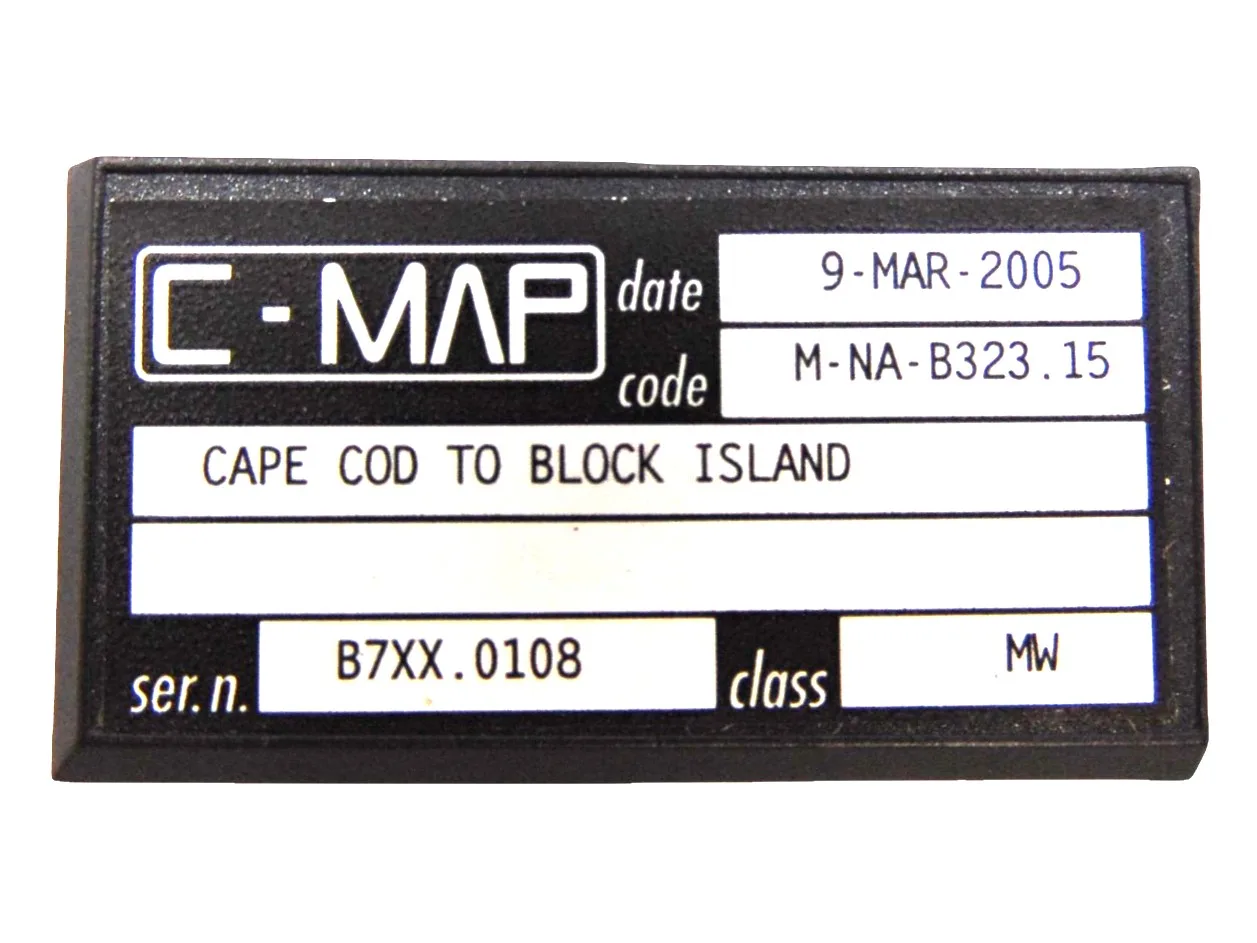 C-MAP
date 9-MAR-2005
code M-NA-B323.15
CAPE COD TO BLOCK ISLAND
ser. n. B7XX.0108 class MW